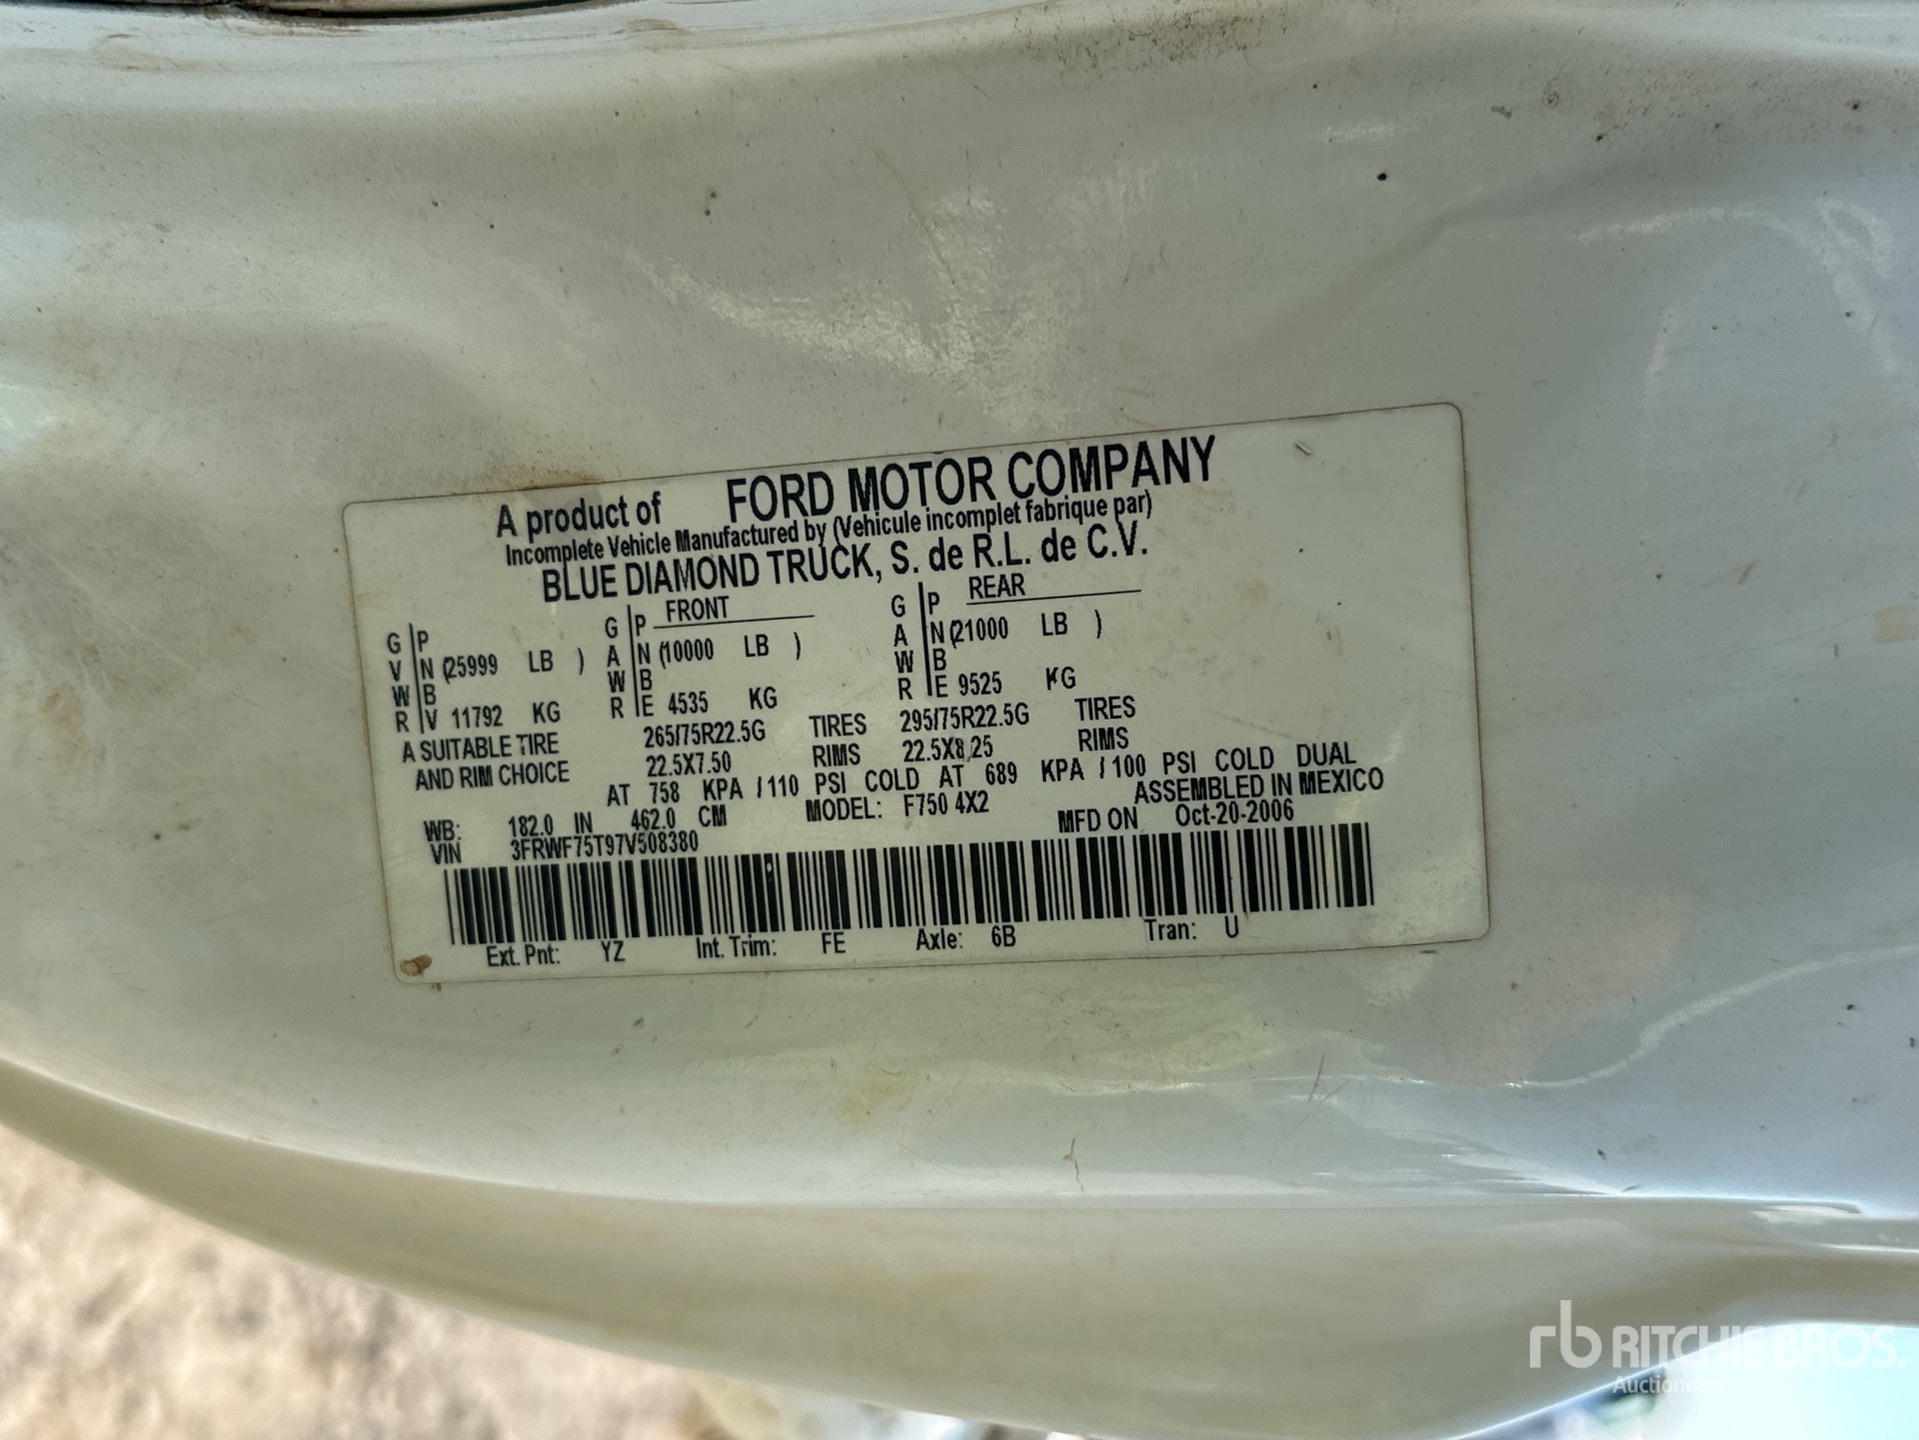 A product of FORD MOTOR COMPANY
Incomplete Vehicle Manufactured by (Vehicule incomplet fabrique par)
BLUE DIAMOND TRUCK, S. de R.L. de C.V.
G P G P FRONT G P REAR
V N (25999 LB ) A N (10000 LB ) A N (21000 LB )
W B W B W B
R V 11792 KG R E 4535 KG R E 9525 KG
A SUITABLE TIRE 265/75R22.5G TIRES 295/75R22.5G TIRES
AND RIM CHOICE 22.5X7.50 RIMS 22.5X8.25 RIMS
AT 758 KPA / 110 PSI COLD AT 689 KPA / 100 PSI COLD DUAL
WB: 182.0 IN 462.0 CM MODEL: F750 4X2 ASSEMBLED IN MEXICO
VIN 3FRWF75T97V508380 MFD ON Oct-20-2006
Ext. Pnt: YZ Int. Trim: FE Axle: 6B Tran: U
rb RITCHIE BROS.